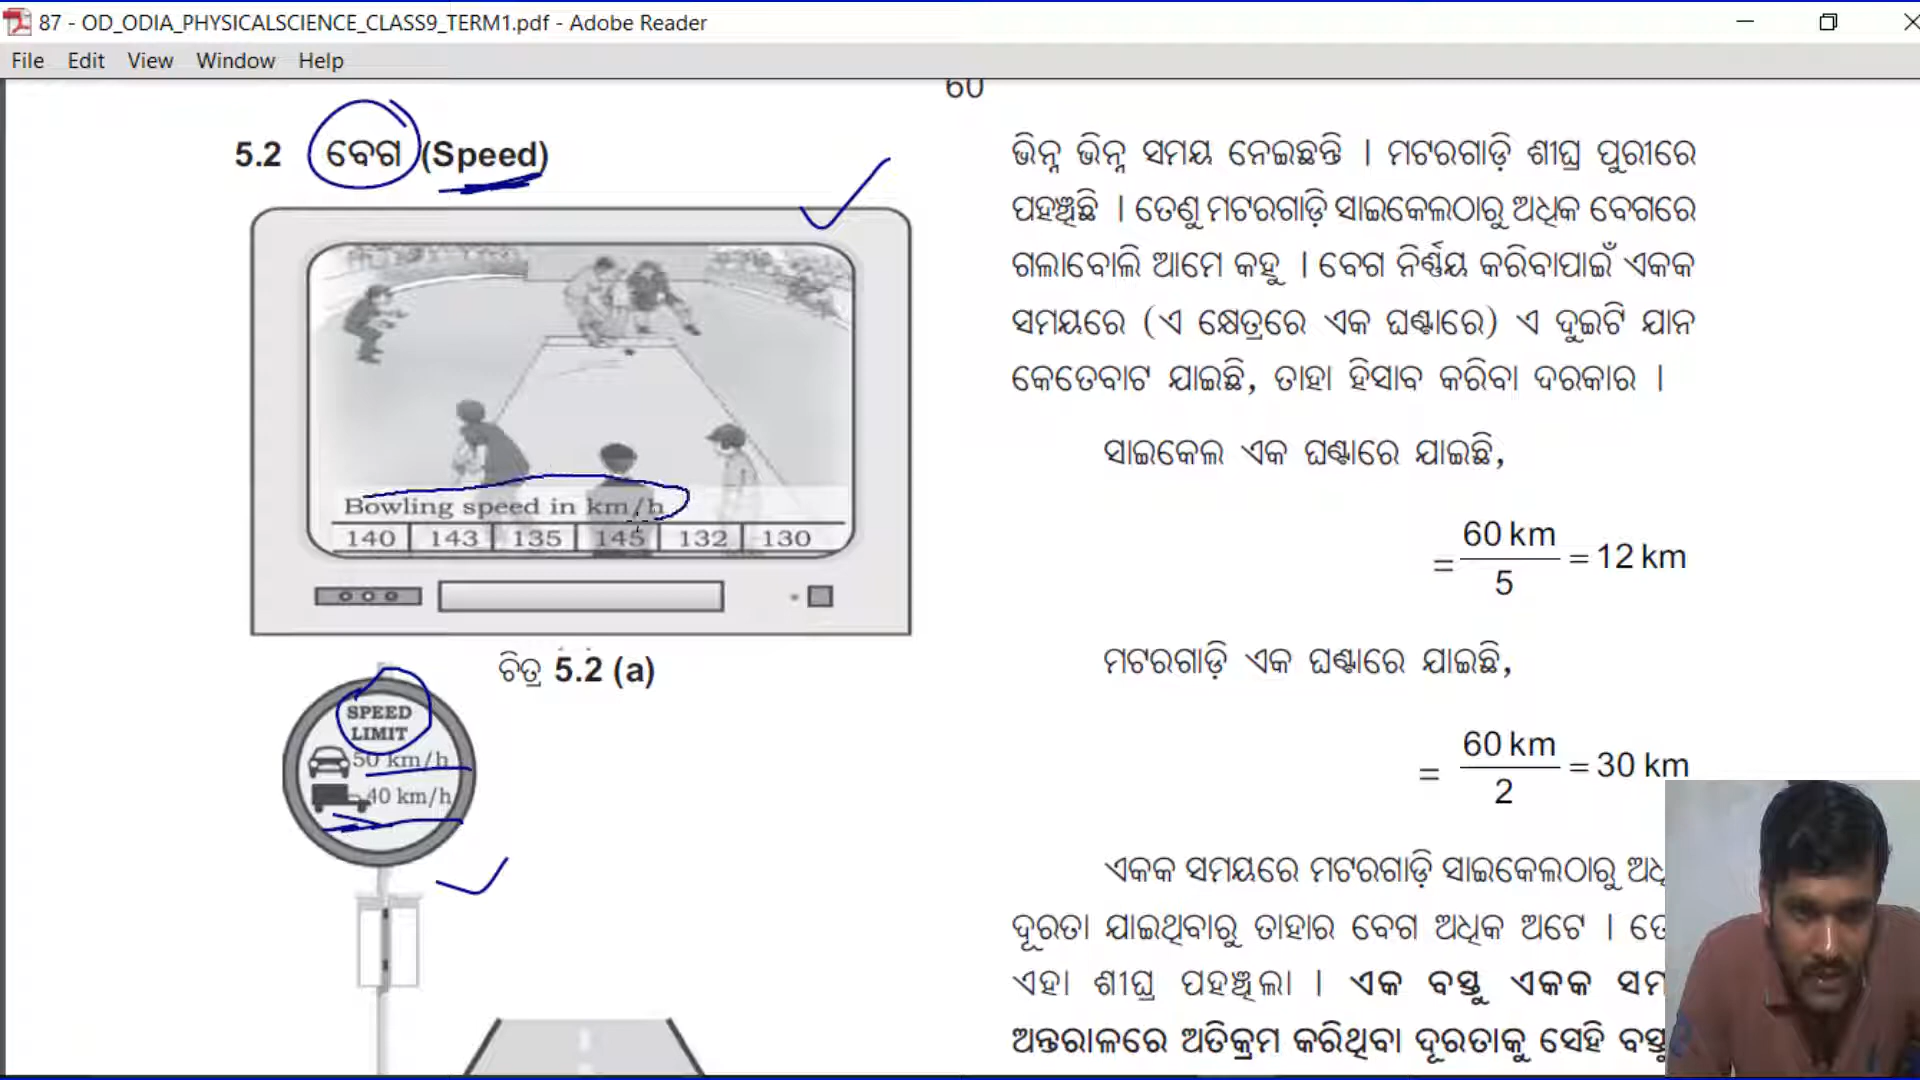 87 - OD_ODIA_PHYSICALSCIENCE_CLASS9_TERM1.pdf - Adobe Reader
File Edit View Window Help
60
5.2 ବେଗ (Speed)
Bowling speed in km/h
140 143 135 145 132 130
ଚିତ୍ର 5.2 (a)
SPEED
LIMIT
50 km/h
40 km/h
ଭିନ୍ନ ଭିନ୍ନ ସମୟ ନେଇଛନ୍ତି । ମଟରଗାଡ଼ି ଶୀଘ୍ର ପୁରୀରେ
ପହଞ୍ଚିଛି । ତେଣୁ ମଟରଗାଡ଼ି ସାଇକେଲଠାରୁ ଅଧିକ ବେଗରେ
ଗଲାବୋଲି ଆମେ କହୁ । ବେଗ ନିର୍ଣ୍ଣୟ କରିବାପାଇଁ ଏକକ
ସମୟରେ (ଏ କ୍ଷେତ୍ରରେ ଏକ ଘଣ୍ଟାରେ) ଏ ଦୁଇଟି ଯାନ
କେତେବାଟ ଯାଇଛି, ତାହା ହିସାବ କରିବା ଦରକାର ।
ସାଇକେଲ ଏକ ଘଣ୍ଟାରେ ଯାଇଛି,
= 60 km / 5 = 12 km
ମଟରଗାଡ଼ି ଏକ ଘଣ୍ଟାରେ ଯାଇଛି,
= 60 km / 2 = 30 km
ଏକକ ସମୟରେ ମଟରଗାଡ଼ି ସାଇକେଲଠାରୁ
ଦୂରତା ଯାଇଥିବାରୁ ତାହାର ବେଗ ଅଧିକ ଅଟେ ।
ଏହା ଶୀଘ୍ର ପହଞ୍ଚିଲା । ଏକ ବସ୍ତୁ ଏକକ
ଅନ୍ତରାଳରେ ଅତିକ୍ରମ କରିଥିବା ଦୂରତାକୁ ସେହି